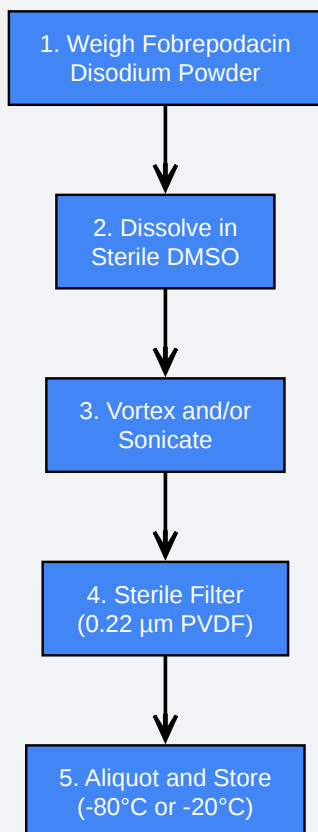 1. Weigh Fobrepodacin
Disodium Powder
2. Dissolve in
Sterile DMSO
3. Vortex and/or
Sonicate
4. Sterile Filter
(0.22 µm PVDF)
5. Aliquot and Store
(-80°C or -20°C)